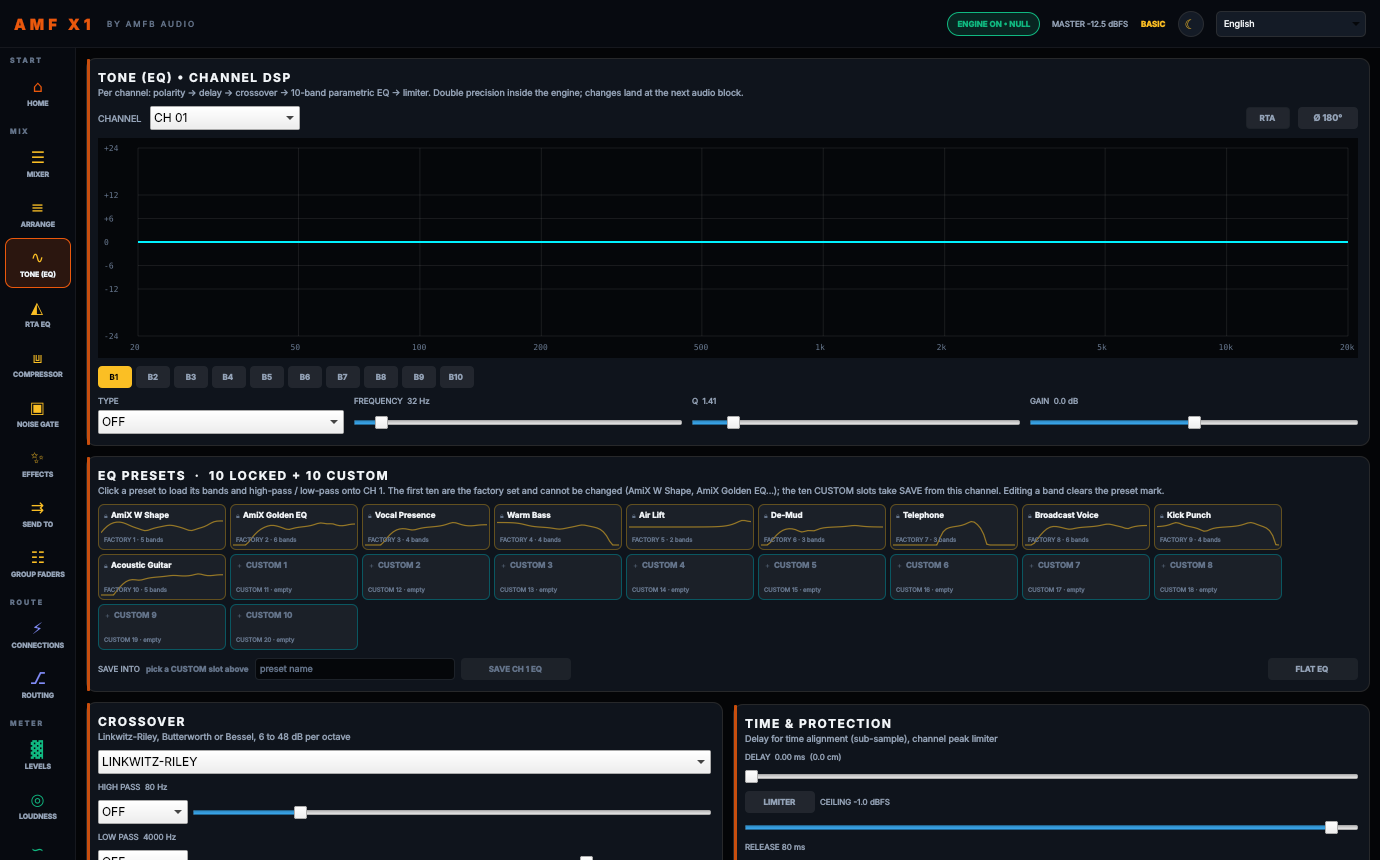 AMF X1 BY AMFB AUDIO
ENGINE ON • NULL MASTER -12.5 dBFS BASIC English
START
HOME
MIX
MIXER
ARRANGE
TONE (EQ)
RTA EQ
COMPRESSOR
NOISE GATE
EFFECTS
SEND TO
GROUP FADERS
ROUTE
CONNECTIONS
ROUTING
METER
LEVELS
LOUDNESS
TONE (EQ) • CHANNEL DSP
Per channel: polarity → delay → crossover → 10-band parametric EQ → limiter. Double precision inside the engine; changes land at the next audio block.
CHANNEL CH 01 RTA Ø 180°
+24
+12
+6
0
-6
-12
-24
20 50 100 200 500 1k 2k 5k 10k 20k
B1 B2 B3 B4 B5 B6 B7 B8 B9 B10
TYPE FREQUENCY 32 Hz Q 1.41 GAIN 0.0 dB
OFF
EQ PRESETS · 10 LOCKED + 10 CUSTOM
Click a preset to load its bands and high-pass / low-pass onto CH 1. The first ten are the factory set and cannot be changed (AmiX W Shape, AmiX Golden EQ...); the ten CUSTOM slots take SAVE from this channel. Editing a band clears the preset mark.
AmiX W Shape AmiX Golden EQ Vocal Presence Warm Bass Air Lift De-Mud Telephone Broadcast Voice Kick Punch
FACTORY 1 · 5 bands FACTORY 2 · 6 bands FACTORY 3 · 4 bands FACTORY 4 · 4 bands FACTORY 5 · 2 bands FACTORY 6 · 3 bands FACTORY 7 · 3 bands FACTORY 8 · 6 bands FACTORY 9 · 4 bands
Acoustic Guitar + CUSTOM 1 + CUSTOM 2 + CUSTOM 3 + CUSTOM 4 + CUSTOM 5 + CUSTOM 6 + CUSTOM 7 + CUSTOM 8
FACTORY 10 · 5 bands CUSTOM 11 · empty CUSTOM 12 · empty CUSTOM 13 · empty CUSTOM 14 · empty CUSTOM 15 · empty CUSTOM 16 · empty CUSTOM 17 · empty CUSTOM 18 · empty
+ CUSTOM 9 + CUSTOM 10
CUSTOM 19 · empty CUSTOM 20 · empty
SAVE INTO pick a CUSTOM slot above preset name SAVE CH 1 EQ FLAT EQ
CROSSOVER
Linkwitz-Riley, Butterworth or Bessel, 6 to 48 dB per octave
LINKWITZ-RILEY
HIGH PASS 80 Hz
OFF
LOW PASS 4000 Hz
OFF
TIME & PROTECTION
Delay for time alignment (sub-sample), channel peak limiter
DELAY 0.00 ms (0.0 cm)
LIMITER CEILING -1.0 dBFS
RELEASE 80 ms